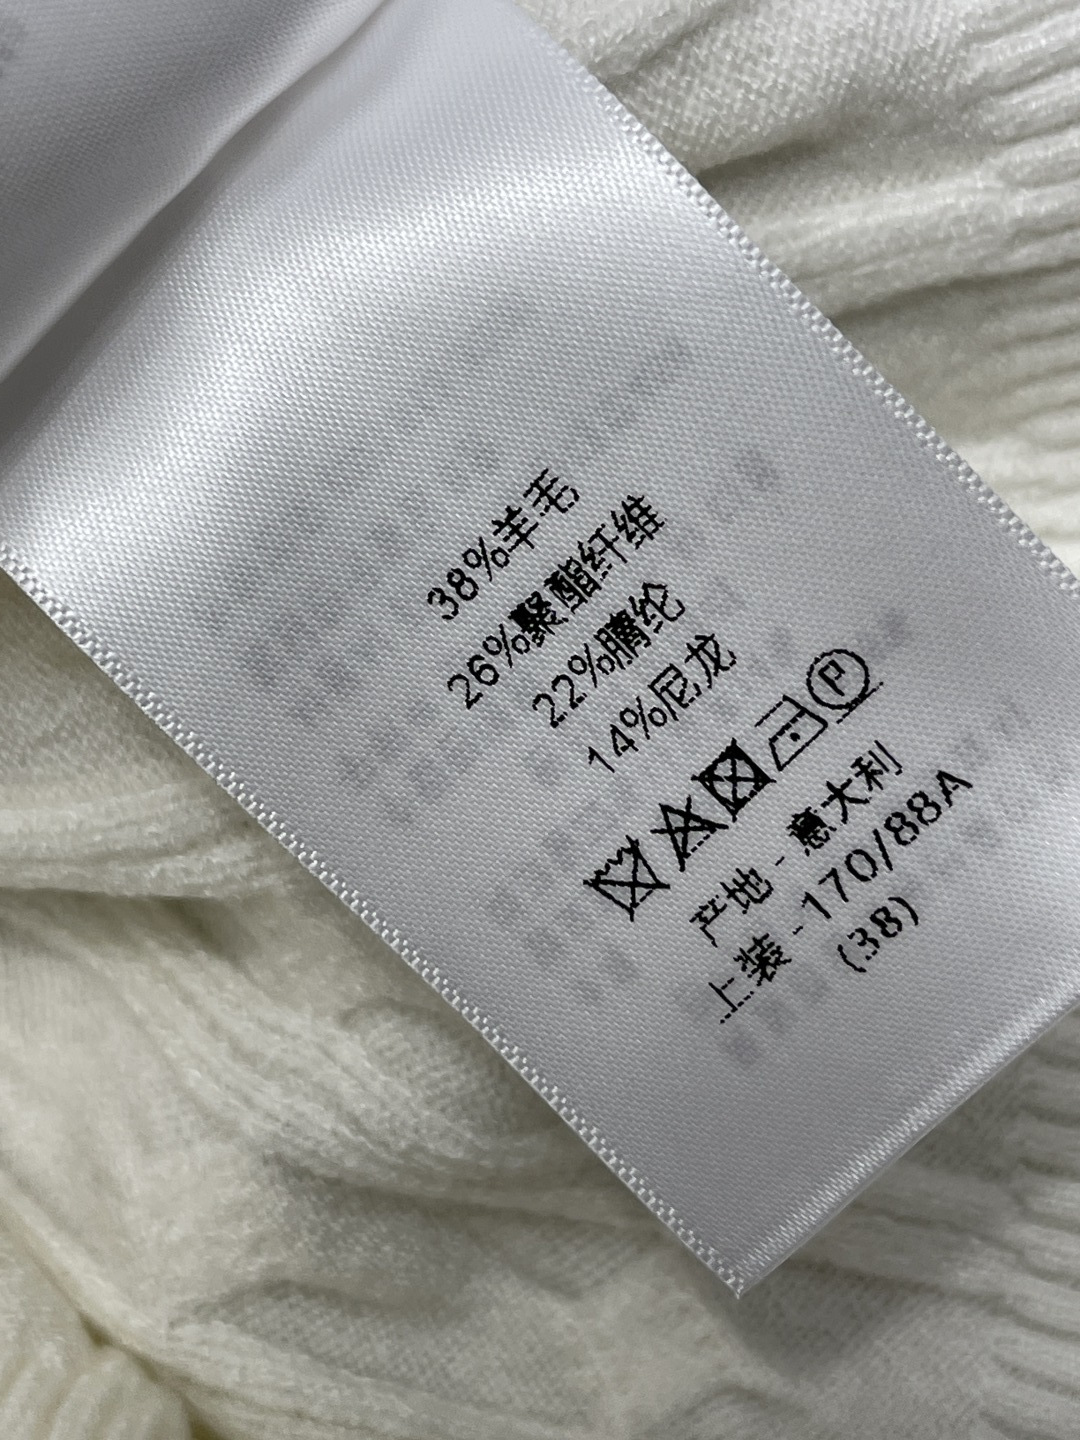 38%羊毛
26%聚酯纤维
22%腈纶
14%尼龙
P
产地-意大利
上装-170/88A
(38)